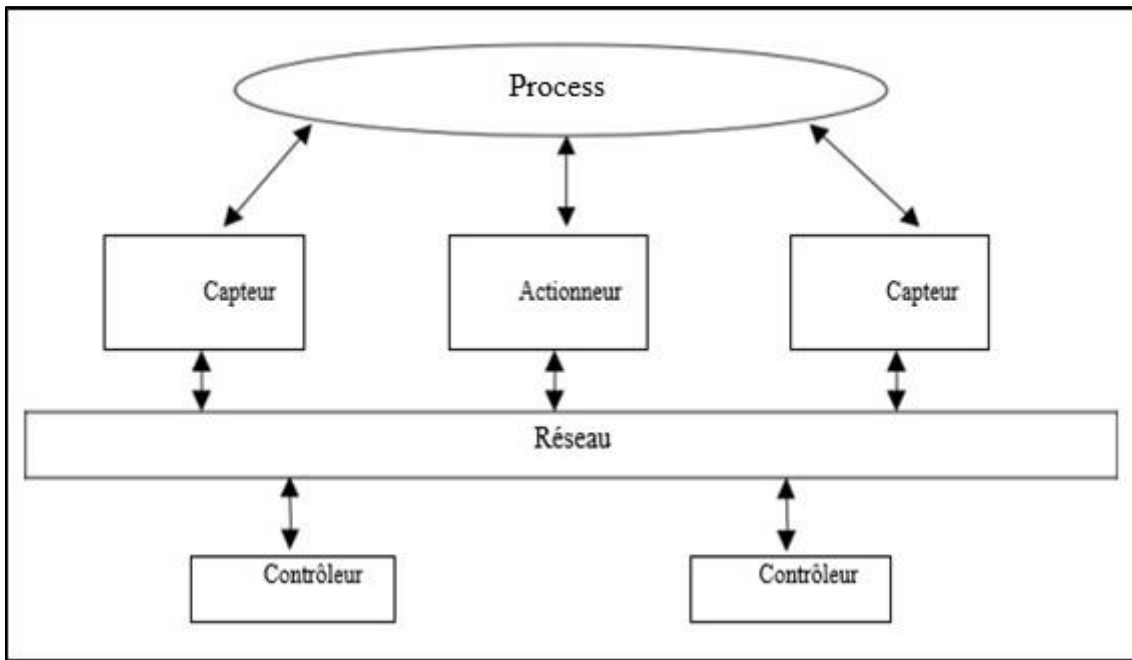 Process
Capteur
Actionneur
Capteur
Réseau
Contrôleur
Contrôleur